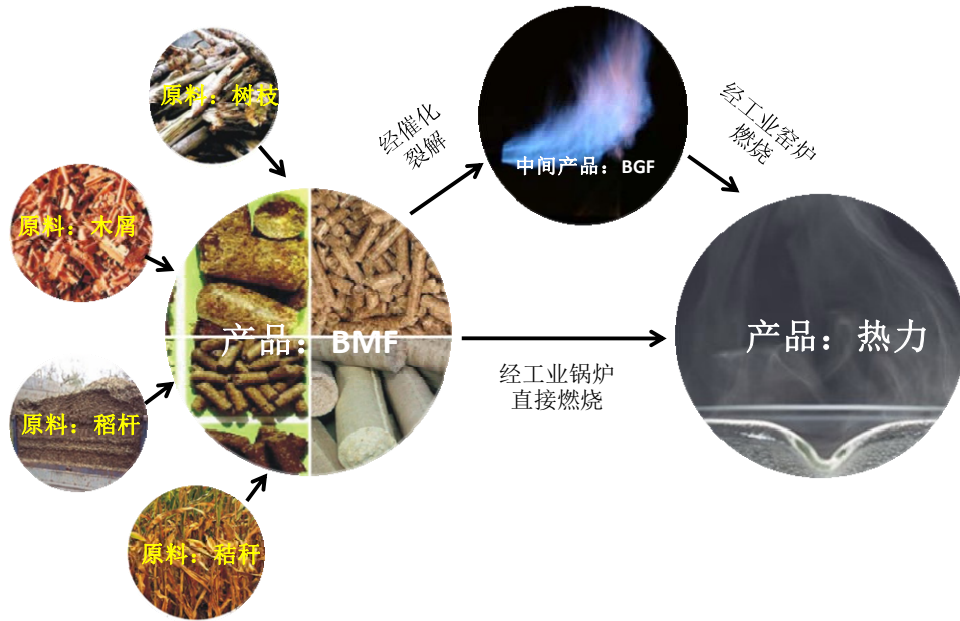 原料：树枝
原料：木屑
原料：稻杆
原料：秸秆
产品：BMF
经催化
裂解
中间产品：BGF
经工业窑炉
燃烧
经工业锅炉
直接燃烧
产品：热力